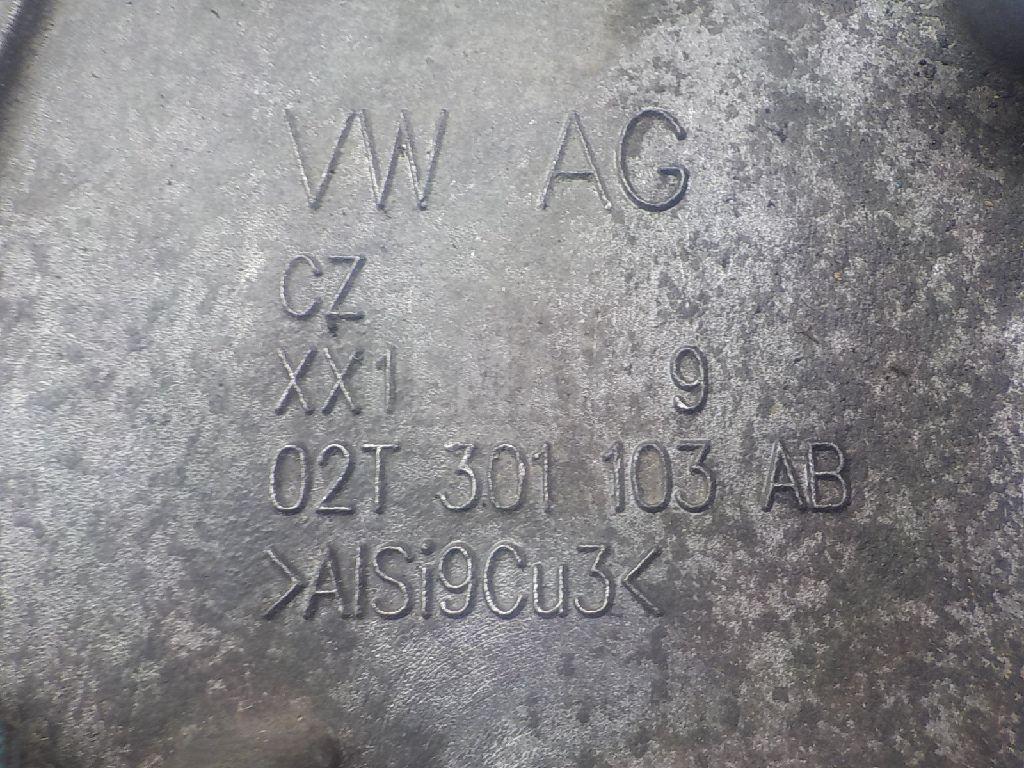 VW AG
CZ
XX1 9
02T 301 103 AB
>AlSi9Cu3<